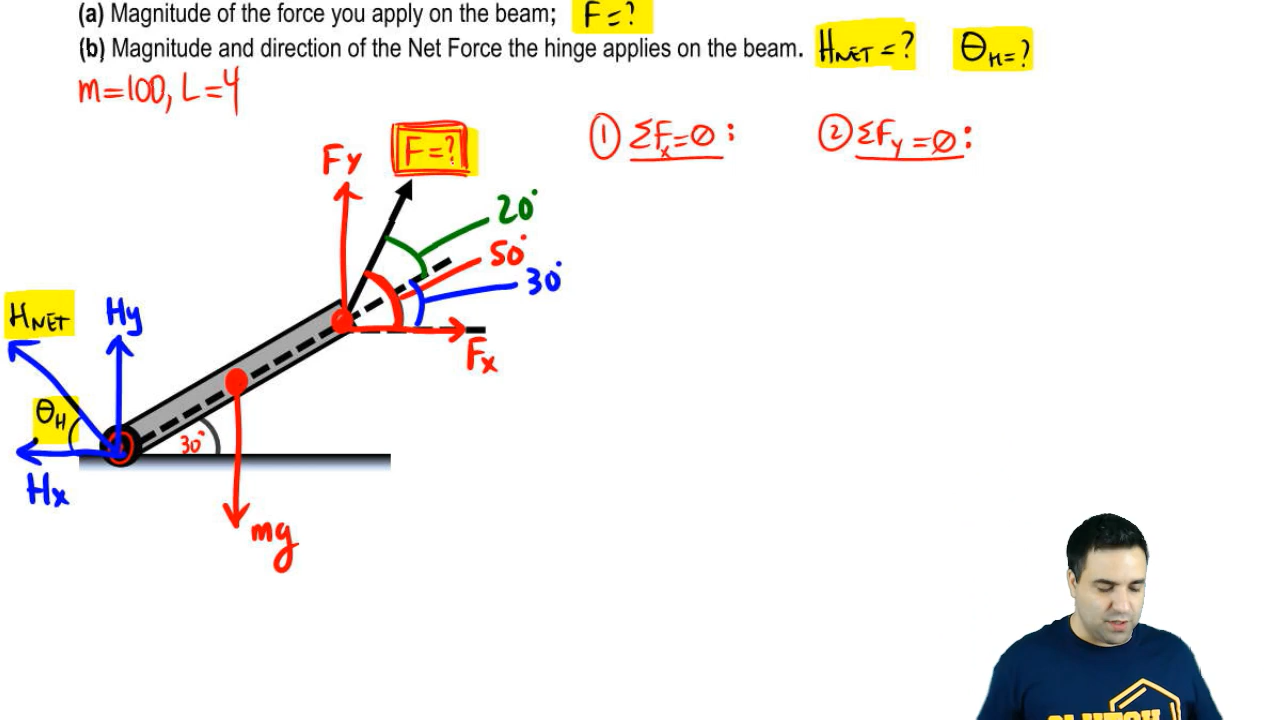 (a) Magnitude of the force you apply on the beam; F=?
(b) Magnitude and direction of the Net Force the hinge applies on the beam. HNET=? θH=?
m=100, L=4
① ΣFx=∅: ② ΣFy=∅:
F=?
Fy
20°
50°
30°
HNET
Hy
Fx
θH
30°
Hx
mg
CLUTCH